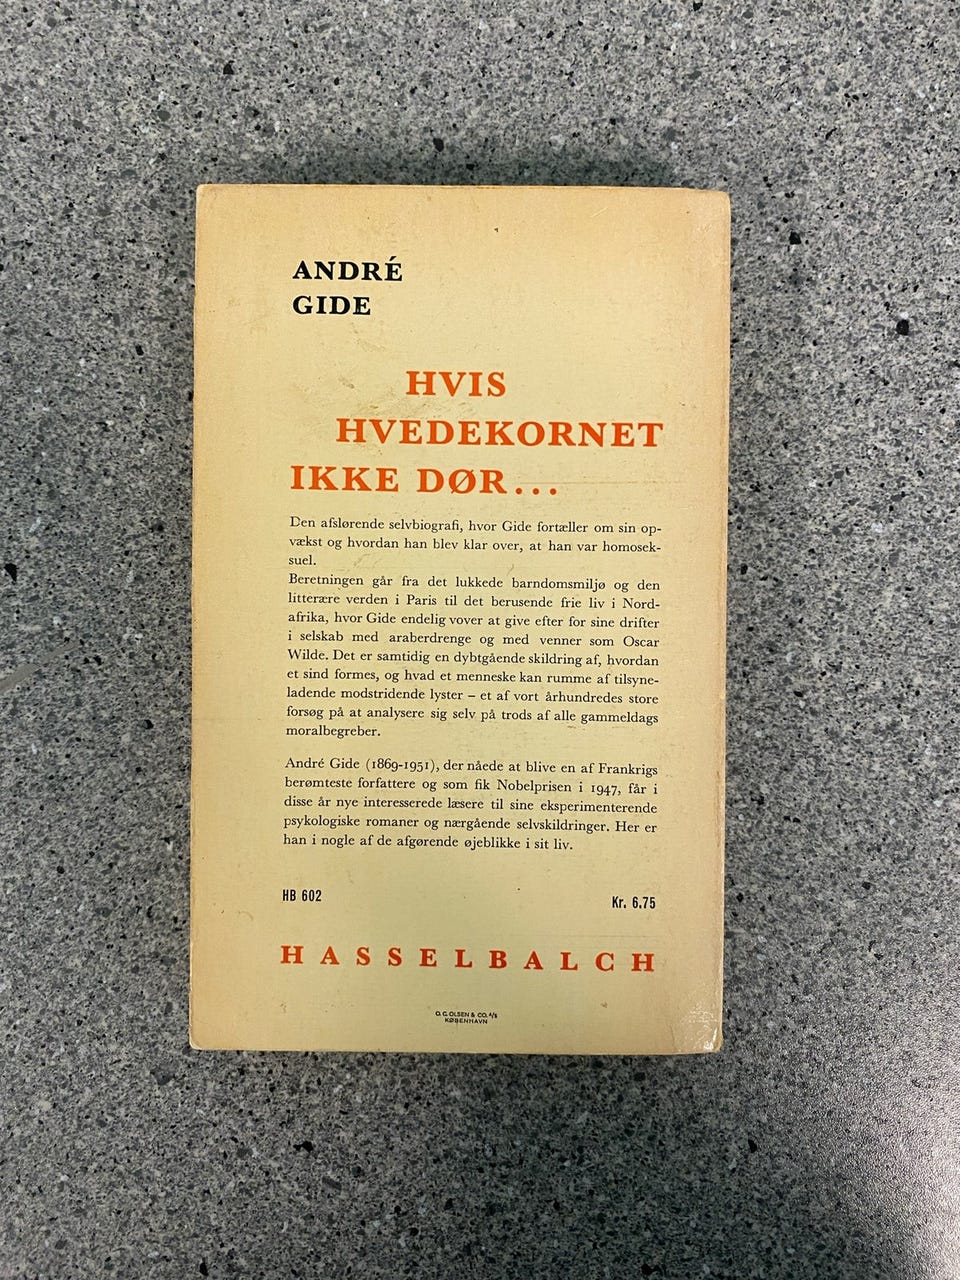 ANDRÉ
GIDE
HVIS
HVEDEKORNET
IKKE DØR...
Den afslørende selvbiografi, hvor Gide fortæller om sin op-
vækst og hvordan han blev klar over, at han var homosek-
suel.
Beretningen går fra det lukkede barndomsmiljø og den
litterære verden i Paris til det berusende frie liv i Nord-
afrika, hvor Gide endelig vover at give efter for sine drifter
i selskab med araberdrenge og med venner som Oscar
Wilde. Det er samtidig en dybtgående skildring af, hvordan
et sind formes, og hvad et menneske kan rumme af tilsyne-
ladende modstridende lyster – et af vort århundredes store
forsøg på at analysere sig selv på trods af alle gammeldags
moralbegreber.
André Gide (1869-1951), der nåede at blive en af Frankrigs
berømteste forfattere og som fik Nobelprisen i 1947, får i
disse år nye interesserede læsere til sine eksperimenterende
psykologiske romaner og nærgående selvskildringer. Her er
han i nogle af de afgørende øjeblikke i sit liv.
HB 602
Kr. 6.75
HASSELBALCH
O. C. OLSEN & CO. A/S
KØBENHAVN